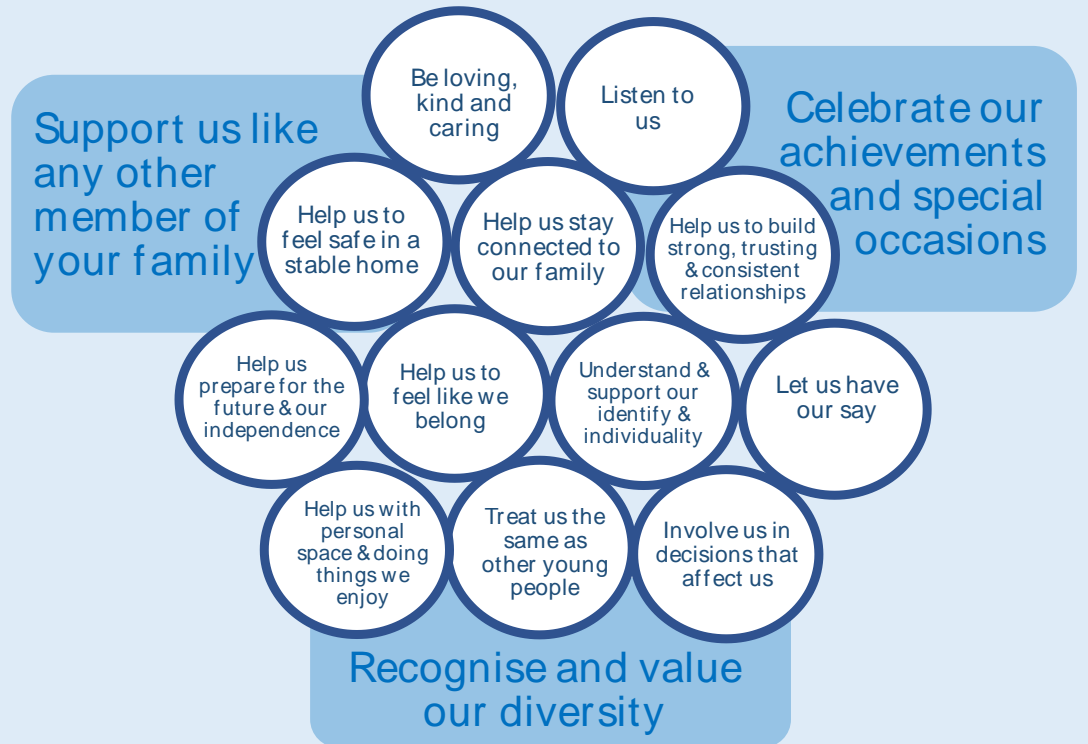 Be loving,
kind and
caring
Listen to
us
Support us like
any other
member of
your family
Celebrate our
achievements
and special
occasions
Help us to
feel safe in a
stable home
Help us stay
connected to
our family
Help us to build
strong, trusting
& consistent
relationships
Help us
prepare for the
future & our
independence
Help us to
feel like we
belong
Understand &
support our
identify &
individuality
Let us have
our say
Help us with
personal
space & doing
things we
enjoy
Treat us the
same as
other young
people
Involve us in
decisions that
affect us
Recognise and value
our diversity